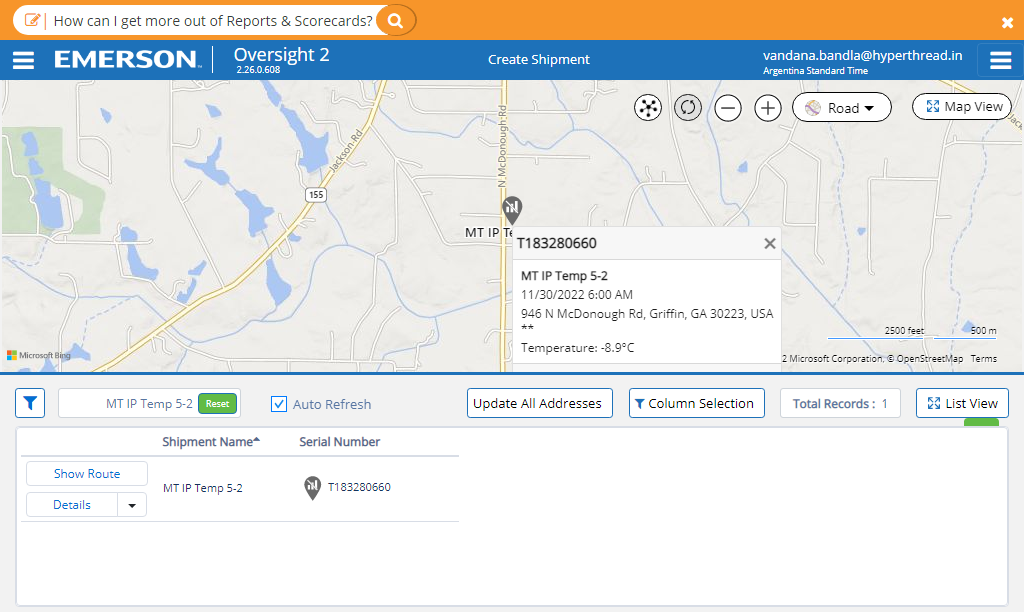 How can I get more out of Reports & Scorecards?
EMERSON
Oversight 2
2.26.0.608
Create Shipment
vandana.bandla@hyperthread.in
Argentina Standard Time
Road
Map View
Jackson Rd
N McDonough Rd
155
MT IP Te
T183280660
MT IP Temp 5-2
11/30/2022 6:00 AM
946 N McDonough Rd, Griffin, GA 30223, USA
**
Temperature: -8.9°C
2500 feet
500 m
Microsoft Bing
2 Microsoft Corporation, © OpenStreetMap Terms
MT IP Temp 5-2
Reset
Auto Refresh
Update All Addresses
Column Selection
Total Records : 1
List View
Shipment Name
Serial Number
Show Route
Details
MT IP Temp 5-2
T183280660